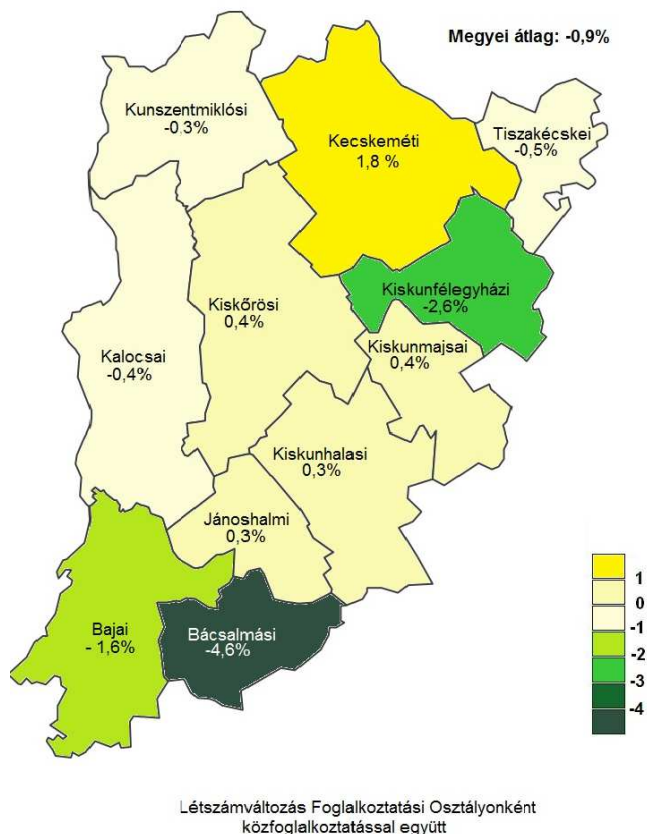 Megyei átlag: -0,9%
Kunszentmiklósi
-0.3%
Kecskeméti
1,8 %
Tiszakécskei
-0,5%
Kiskunfélegyházi
-2,6%
Kiskőrösi
0,4%
Kiskunmajsai
0,4%
Kalocsai
-0,4%
Kiskunhalasi
0,3%
Jánoshalmi
0,3%
Bajai
- 1,6%
Bácsalmási
-4,6%
1
0
-1
-2
-3
-4
Létszámváltozás Foglalkoztatási Osztályonként
közfoglalkoztatással együtt